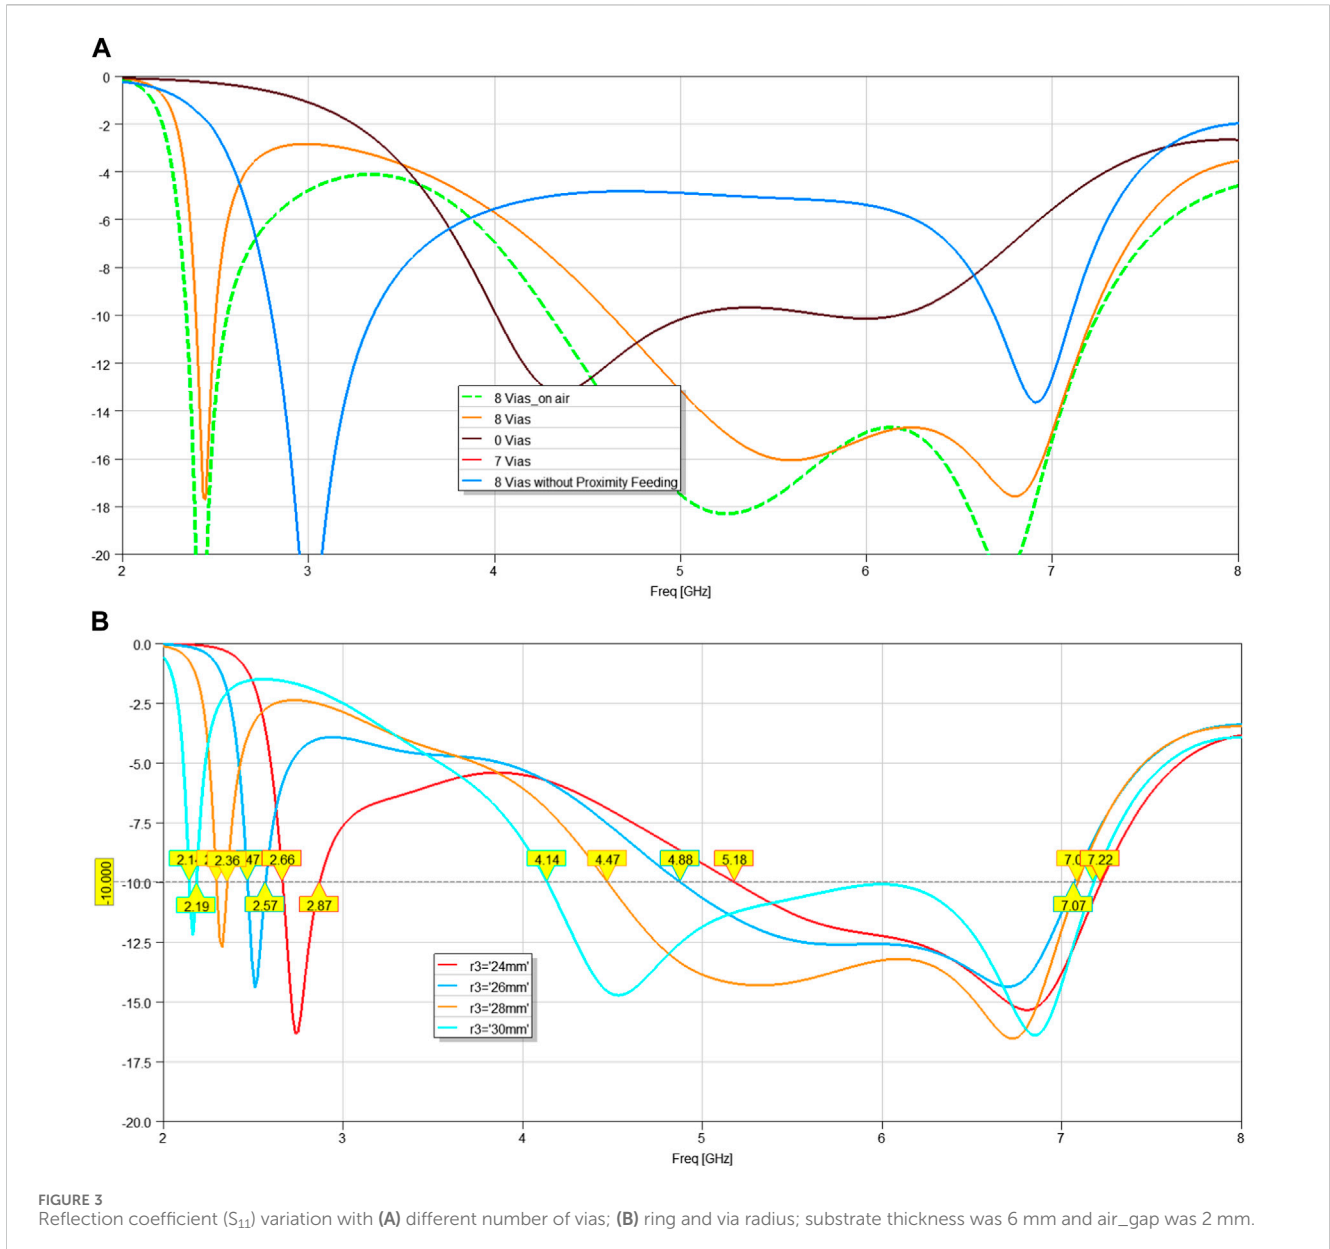 A
0
-2
-4
-6
-8
-10
-12
-14
-16
-18
-20
8 Vias_on air
8 Vias
0 Vias
7 Vias
8 Vias without Proximity Feeding
2 3 4 5 6 7 8
Freq [GHz]
B
0.0
-2.5
-5.0
-7.5
-10.0
-12.5
-15.0
-17.5
-20.0
-10.000
2.36 47 2.66 4.14 4.47 4.88 5.18 7.22
2.19 2.57 2.87 7.07
r3='24mm'
r3='26mm'
r3='28mm'
r3='30mm'
2 3 4 5 6 7 8
Freq [GHz]
FIGURE 3
Reflection coefficient (S₁₁) variation with (A) different number of vias; (B) ring and via radius; substrate thickness was 6 mm and air_gap was 2 mm.